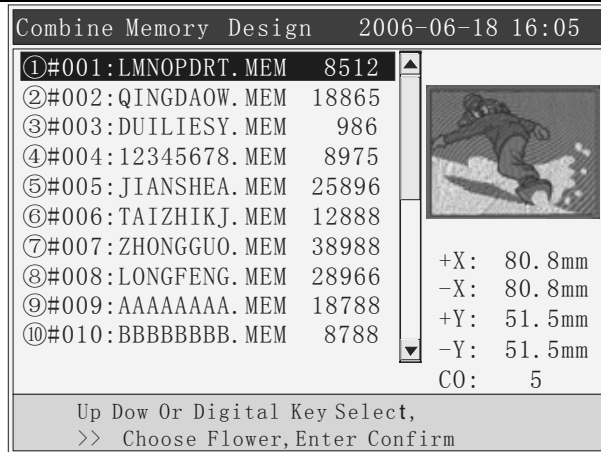 Combine Memory Design 2006-06-18 16:05
①#001:LMNOPDRT.MEM 8512
②#002:QINGDAOW.MEM 18865
③#003:DUILIESY.MEM 986
④#004:12345678.MEM 8975
⑤#005:JIANSHEA.MEM 25896
⑥#006:TAIZHIKJ.MEM 12888
⑦#007:ZHONGGUO.MEM 38988
⑧#008:LONGFENG.MEM 28966
⑨#009:AAAAAAAA.MEM 18788
⑩#010:BBBBBBBB.MEM 8788
+X: 80.8mm
-X: 80.8mm
+Y: 51.5mm
-Y: 51.5mm
CO: 5
Up Dow Or Digital Key Select,
>> Choose Flower,Enter Confirm